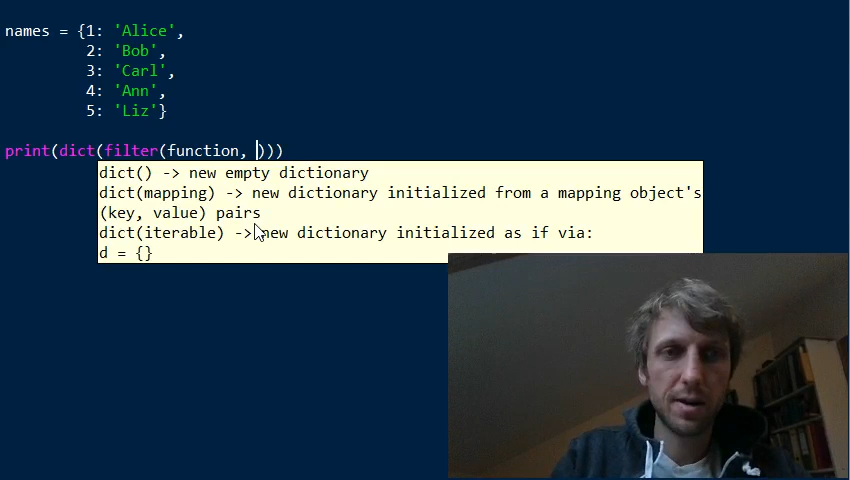 names = {1: 'Alice',
2: 'Bob',
3: 'Carl',
4: 'Ann',
5: 'Liz'}
print(dict(filter(function, )))
dict() -> new empty dictionary
dict(mapping) -> new dictionary initialized from a mapping object's
(key, value) pairs
dict(iterable) -> new dictionary initialized as if via:
d = {}